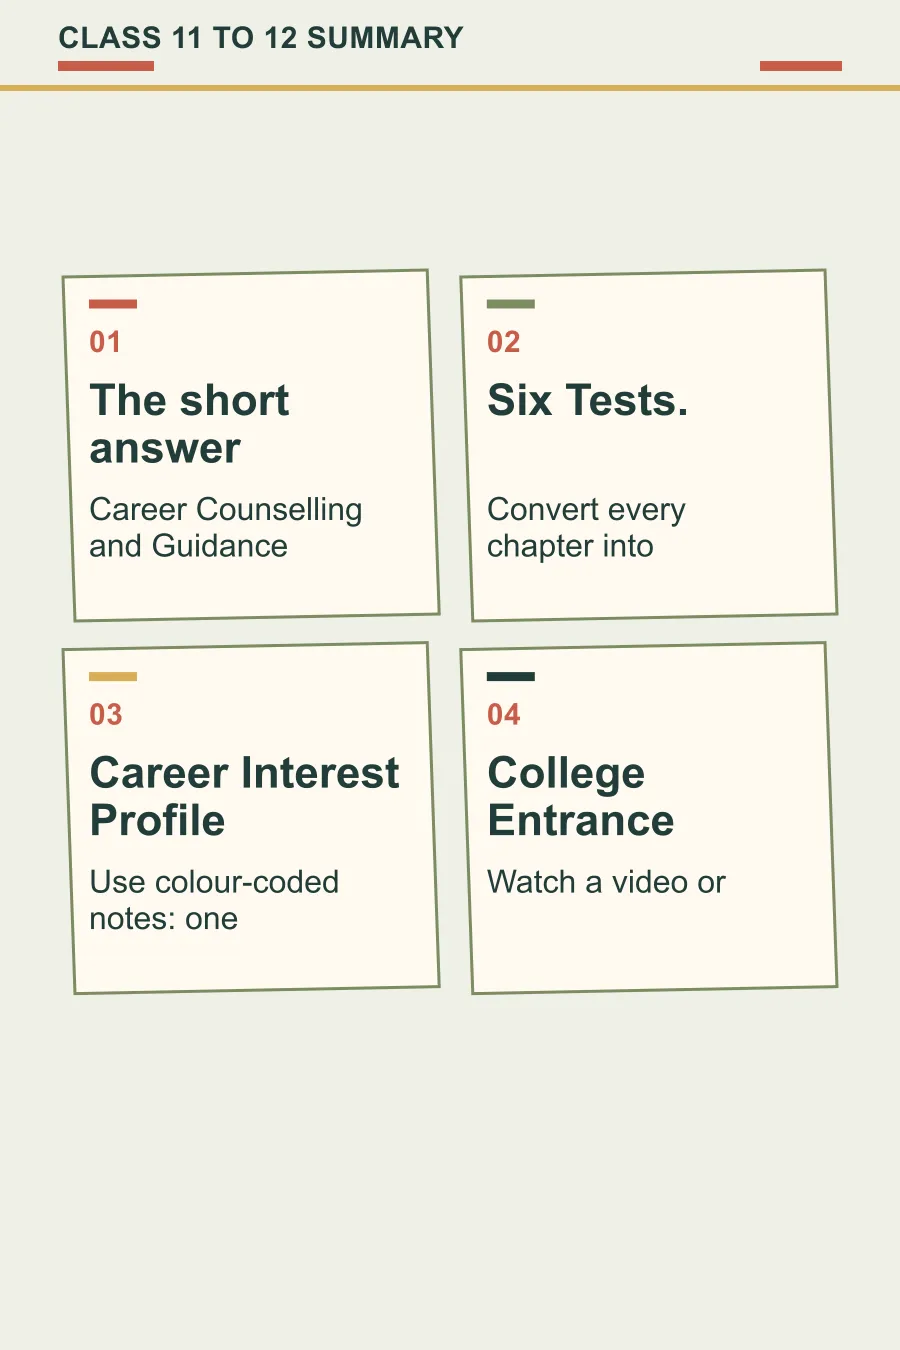 CLASS 11 TO 12 SUMMARY
01
The short
answer
Career Counselling
and Guidance
02
Six Tests.
Convert every
chapter into
03
Career Interest
Profile
Use colour-coded
notes: one
04
College
Entrance
Watch a video or